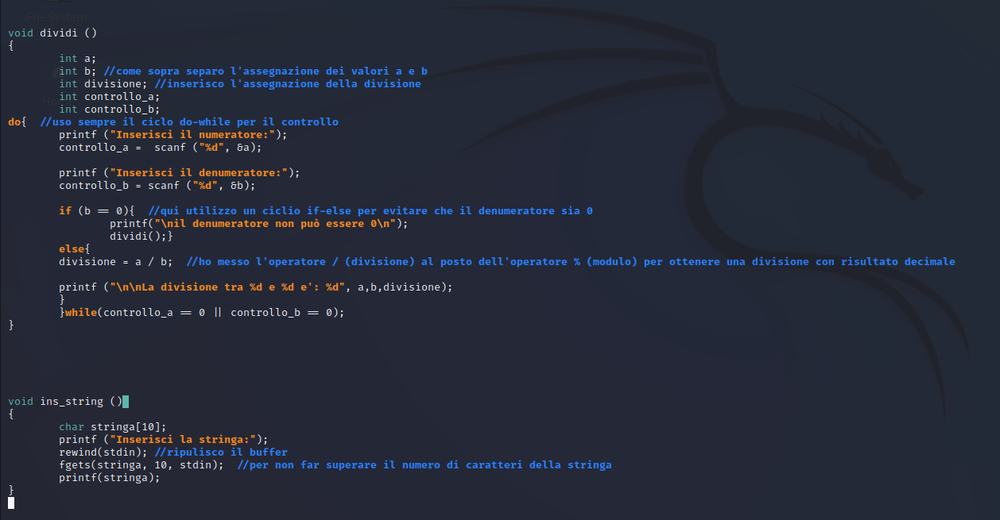 File System
void dividi ()
{
int a;
int b; //come sopra separo l'assegnazione dei valori a e b
int divisione; //inserisco l'assegnazione della divisione
int controllo_a;
int controllo_b;
do{  //uso sempre il ciclo do-while per il controllo
printf ("Inserisci il numeratore:");
controllo_a =  scanf ("%d", &a);
printf ("Inserisci il denumeratore:");
controllo_b = scanf ("%d", &b);
if (b == 0){  //qui utilizzo un ciclio if-else per evitare che il denumeratore sia 0
printf("\nil denumeratore non può essere 0\n");
dividi();}
else{
divisione = a / b;  //ho messo l'operatore / (divisione) al posto dell'operatore % (modulo) per ottenere una divisione con risultato decimale
printf ("\n\nLa divisione tra %d e %d e': %d", a,b,divisione);
}
}while(controllo_a == 0 || controllo_b == 0);
}
void ins_string ()
{
char stringa[10];
printf ("Inserisci la stringa:");
rewind(stdin); //ripulisco il buffer
fgets(stringa, 10, stdin);  //per non far superare il numero di caratteri della stringa
printf(stringa);
}